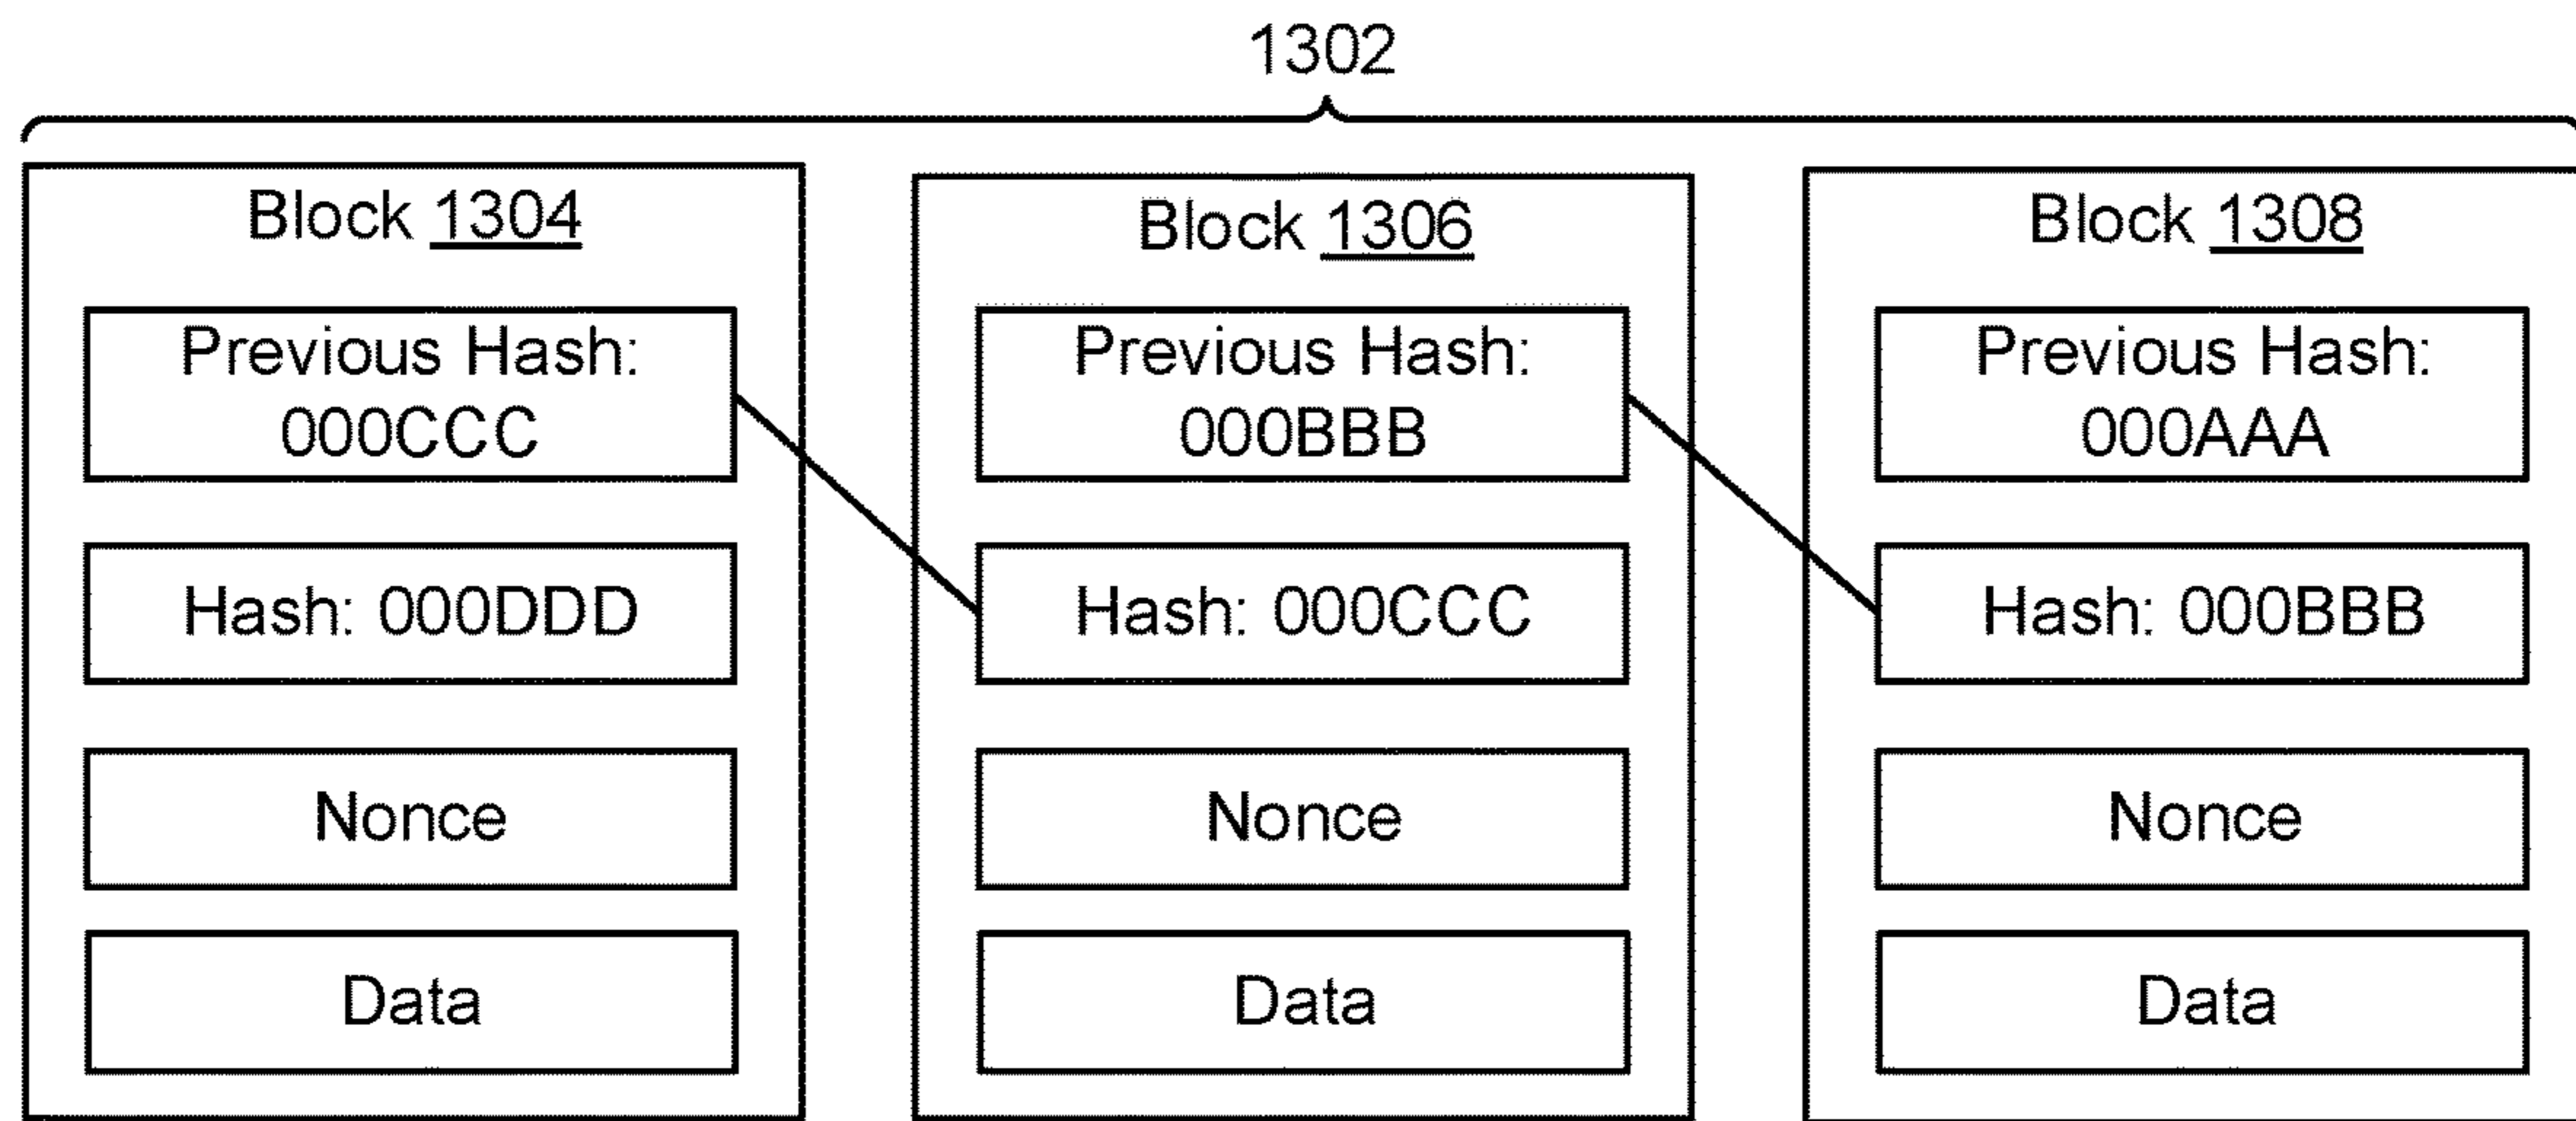 1302
Block 1304
Previous Hash:
000CCC
Hash: 000DDD
Nonce
Data
Block 1306
Previous Hash:
000BBB
Hash: 000CCC
Nonce
Data
Block 1308
Previous Hash:
000AAA
Hash: 000BBB
Nonce
Data